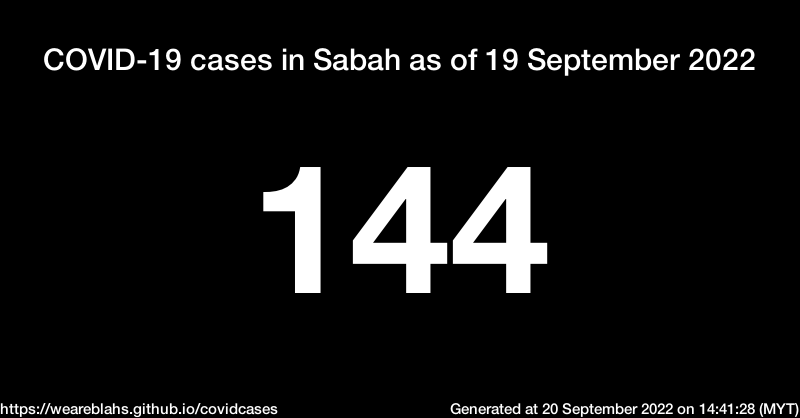 COVID-19 cases in Sabah as of 19 September 2022
144
https://weareblahs.github.io/covidcases
Generated at 20 September 2022 on 14:41:28 (MYT)